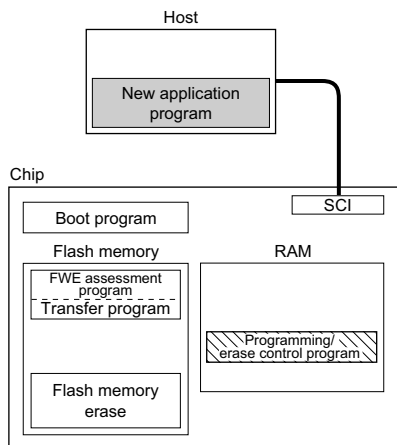 Host
New application
program
Chip
SCI
Boot program
Flash memory
RAM
FWE assessment
program
Transfer program
Programming/
erase control program
Flash memory
erase